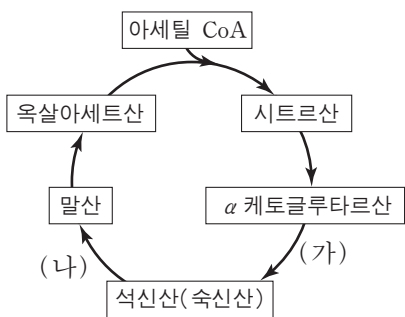 아세틸 CoA
옥살아세트산
시트르산
말산
α 케토글루타르산
(나)
(가)
석신산(숙신산)